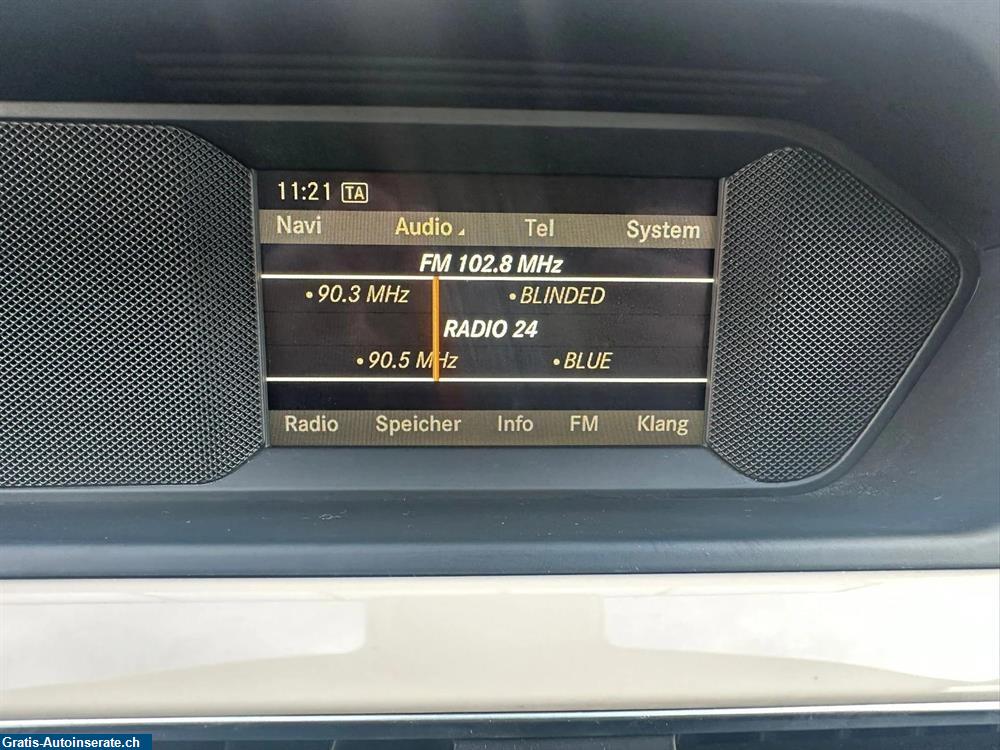 11:21 TA
Navi Audio Tel System
FM 102.8 MHz
•90.3 MHz •BLINDED
RADIO 24
•90.5 MHz •BLUE
Radio Speicher Info FM Klang
Gratis-Autoinserate.ch